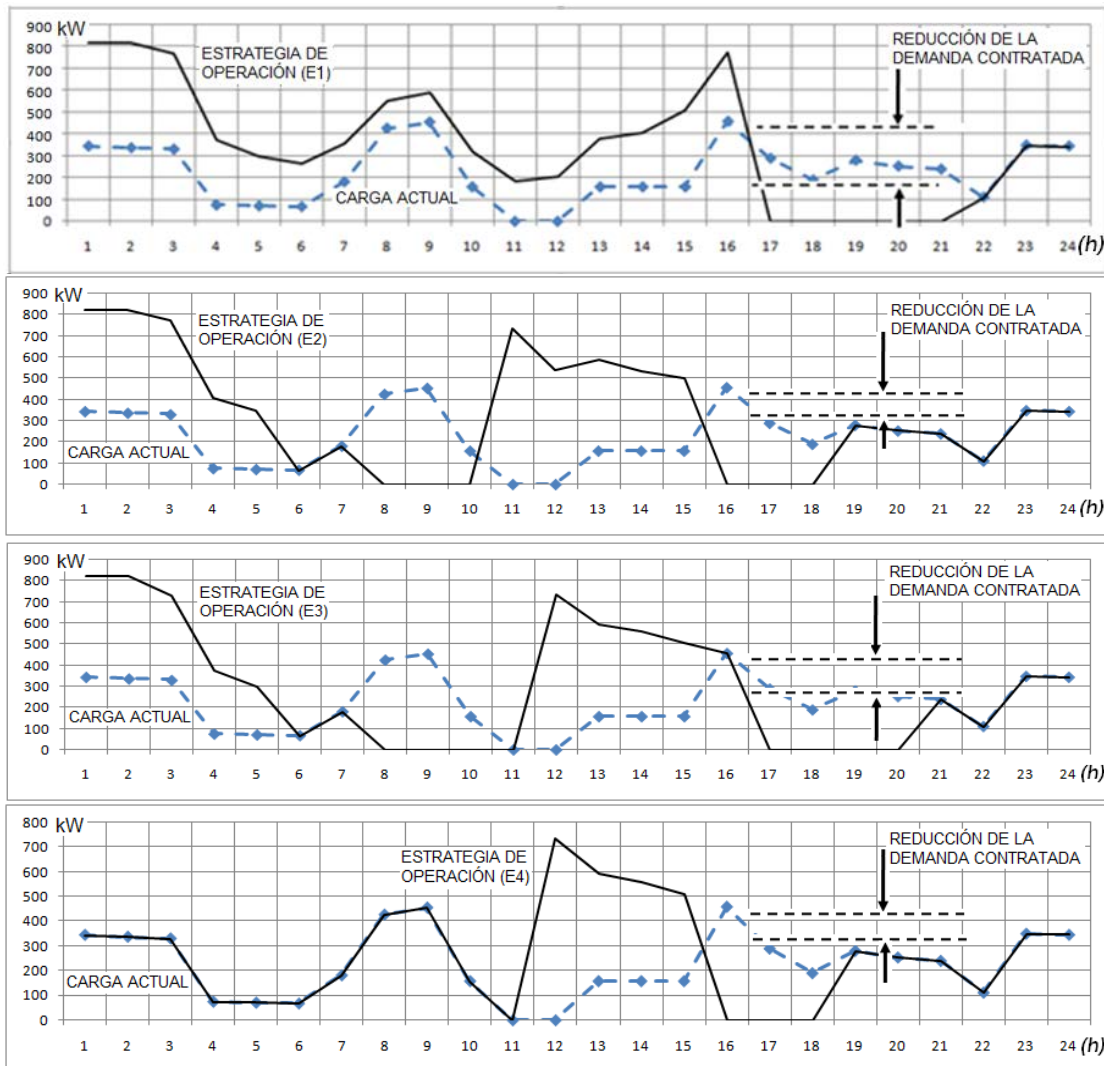 900 kW
800
700
600
500
400
300
200
100
0
ESTRATEGIA DE
OPERACIÓN (E1)
CARGA ACTUAL
REDUCCIÓN DE LA
DEMANDA CONTRATADA
1 2 3 4 5 6 7 8 9 10 11 12 13 14 15 16 17 18 19 20 21 22 23 24 (h)
900 kW
800
700
600
500
400
300
200
100
0
ESTRATEGIA DE
OPERACIÓN (E2)
CARGA ACTUAL
REDUCCIÓN DE LA
DEMANDA CONTRATADA
1 2 3 4 5 6 7 8 9 10 11 12 13 14 15 16 17 18 19 20 21 22 23 24 (h)
900 kW
800
700
600
500
400
300
200
100
0
ESTRATEGIA DE
OPERACIÓN (E3)
CARGA ACTUAL
REDUCCIÓN DE LA
DEMANDA CONTRATADA
1 2 3 4 5 6 7 8 9 10 11 12 13 14 15 16 17 18 19 20 21 22 23 24 (h)
800 kW
700
600
500
400
300
200
100
0
ESTRATEGIA DE
OPERACIÓN (E4)
CARGA ACTUAL
REDUCCIÓN DE LA
DEMANDA CONTRATADA
1 2 3 4 5 6 7 8 9 10 11 12 13 14 15 16 17 18 19 20 21 22 23 24 (h)